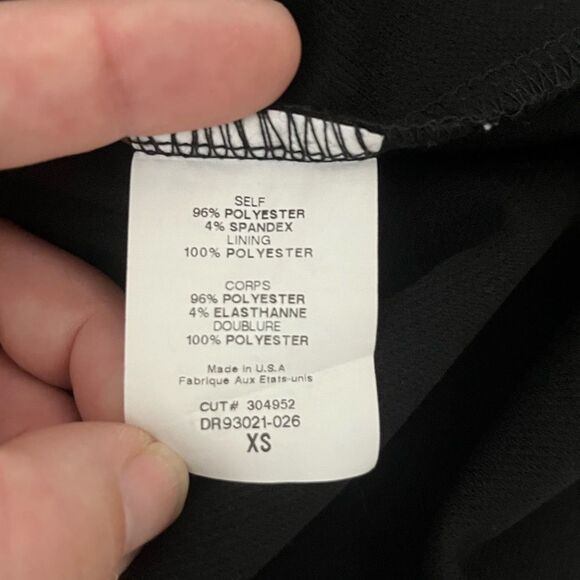 SELF
96% POLYESTER
4% SPANDEX
LINING
100% POLYESTER
CORPS
96% POLYESTER
4% ELASTHANNE
DOUBLURE
100% POLYESTER
Made in U.S.A
Fabrique Aux Etats-unis
CUT# 304952
DR93021-026
XS